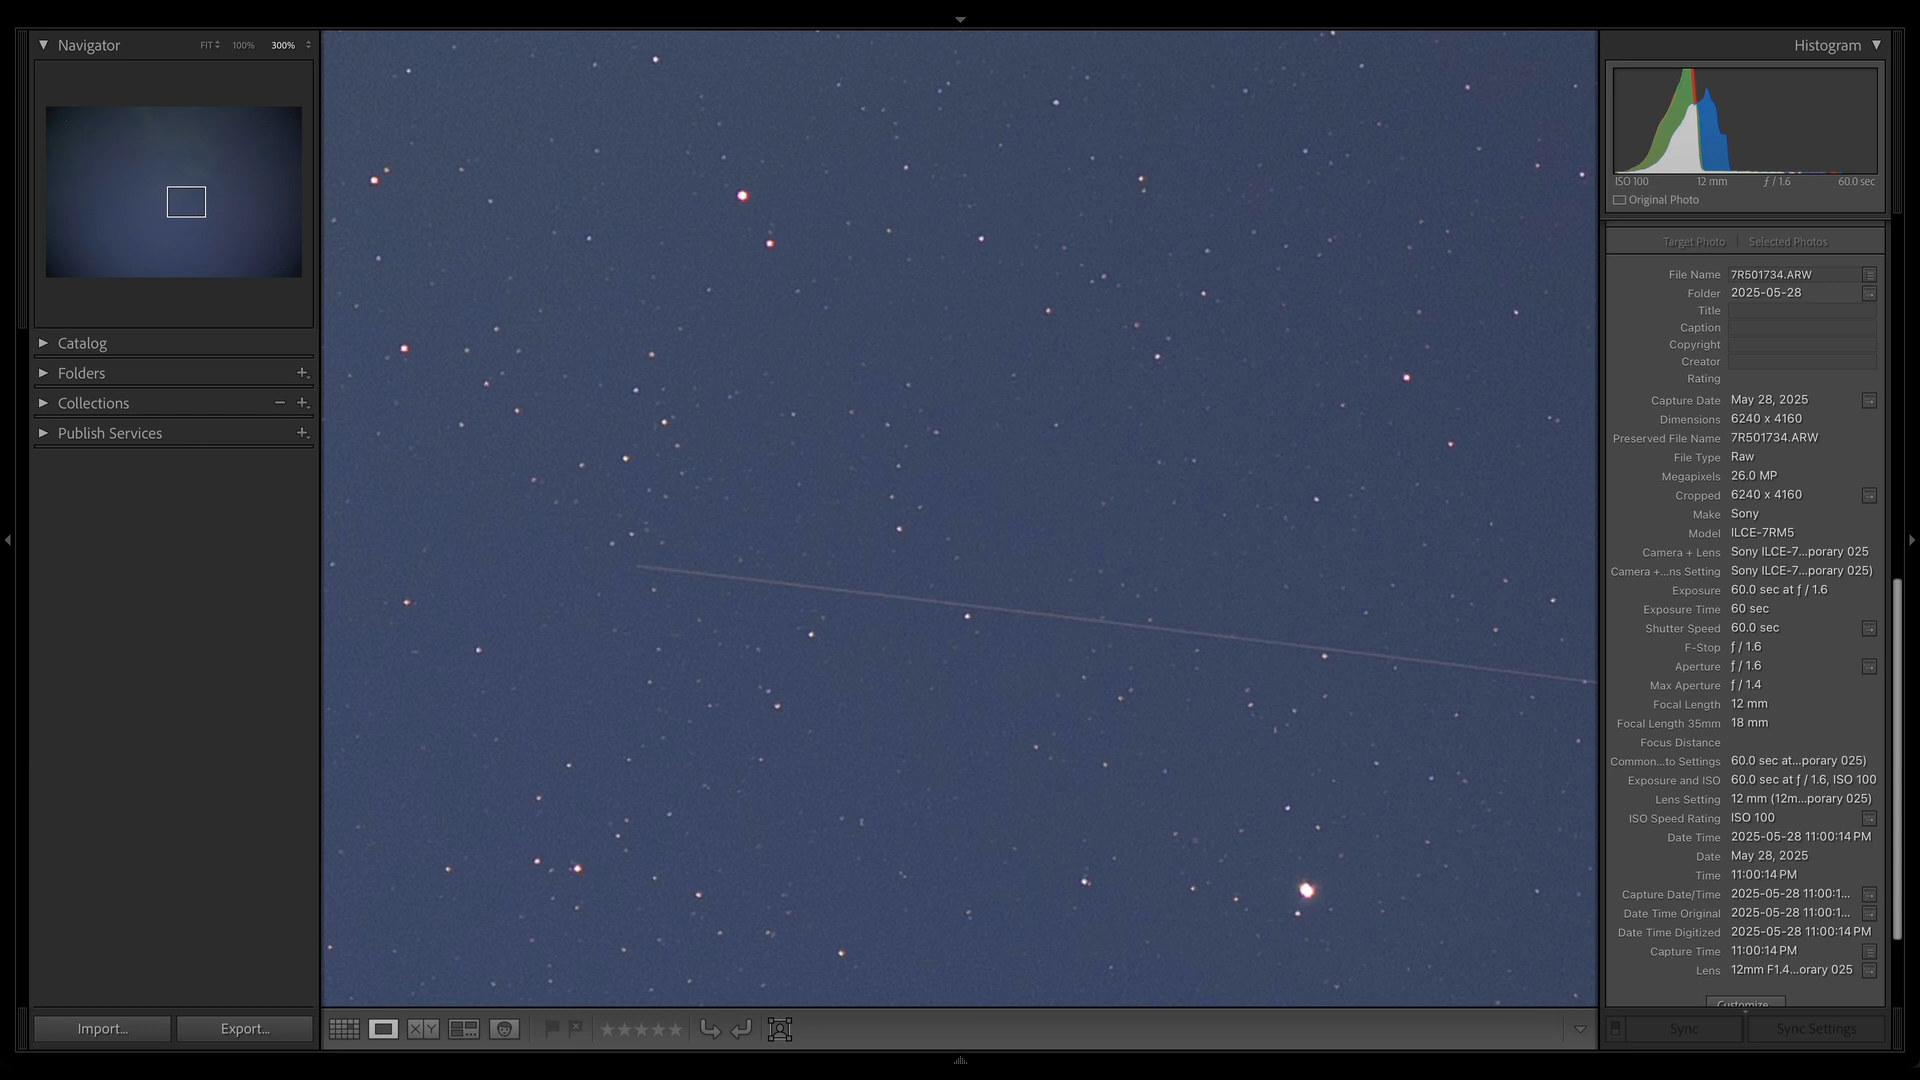 Navigator FIT 100% 300%
Catalog
Folders
Collections
Publish Services
Import... Export...
Histogram
ISO 100 12 mm ƒ / 1.6 60.0 sec
Original Photo
Target Photo Selected Photos
File Name 7R501734.ARW
Folder 2025-05-28
Title
Caption
Copyright
Creator
Rating
Capture Date May 28, 2025
Dimensions 6240 x 4160
Preserved File Name 7R501734.ARW
File Type Raw
Megapixels 26.0 MP
Cropped 6240 x 4160
Make Sony
Model ILCE-7RM5
Camera + Lens Sony ILCE-7...porary 025
Camera +...ns Setting Sony ILCE-7...porary 025)
Exposure 60.0 sec at ƒ / 1.6
Exposure Time 60 sec
Shutter Speed 60.0 sec
F-Stop ƒ / 1.6
Aperture ƒ / 1.6
Max Aperture ƒ / 1.4
Focal Length 12 mm
Focal Length 35mm 18 mm
Focus Distance
Common...to Settings 60.0 sec at...porary 025)
Exposure and ISO 60.0 sec at ƒ / 1.6, ISO 100
Lens Setting 12 mm (12m...porary 025)
ISO Speed Rating ISO 100
Date Time 2025-05-28 11:00:14 PM
Date May 28, 2025
Time 11:00:14 PM
Capture Date/Time 2025-05-28 11:00:1...
Date Time Original 2025-05-28 11:00:1...
Date Time Digitized 2025-05-28 11:00:14 PM
Capture Time 11:00:14 PM
Lens 12mm F1.4...orary 025
Customize...
Sync Sync Settings
X Y